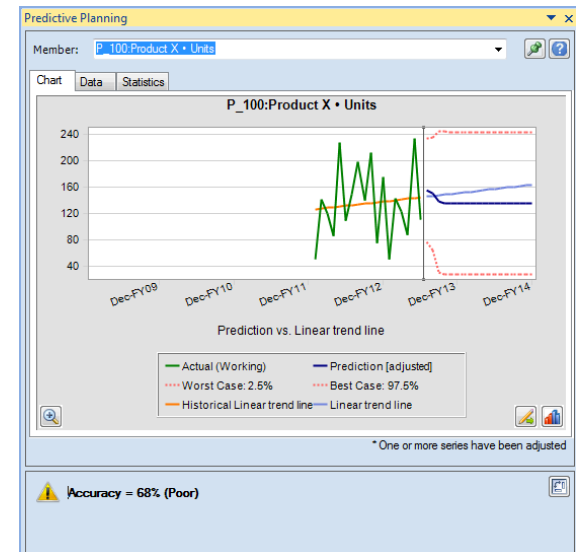 Predictive Planning
Member: P_100:Product X • Units
Chart Data Statistics
P_100:Product X • Units
240
200
160
120
80
40
Dec-FY09 Dec-FY10 Dec-FY11 Dec-FY12 Dec-FY13 Dec-FY14
Prediction vs. Linear trend line
Actual (Working) Prediction [adjusted]
Worst Case: 2.5% Best Case: 97.5%
Historical Linear trend line Linear trend line
* One or more series have been adjusted
Accuracy = 68% (Poor)